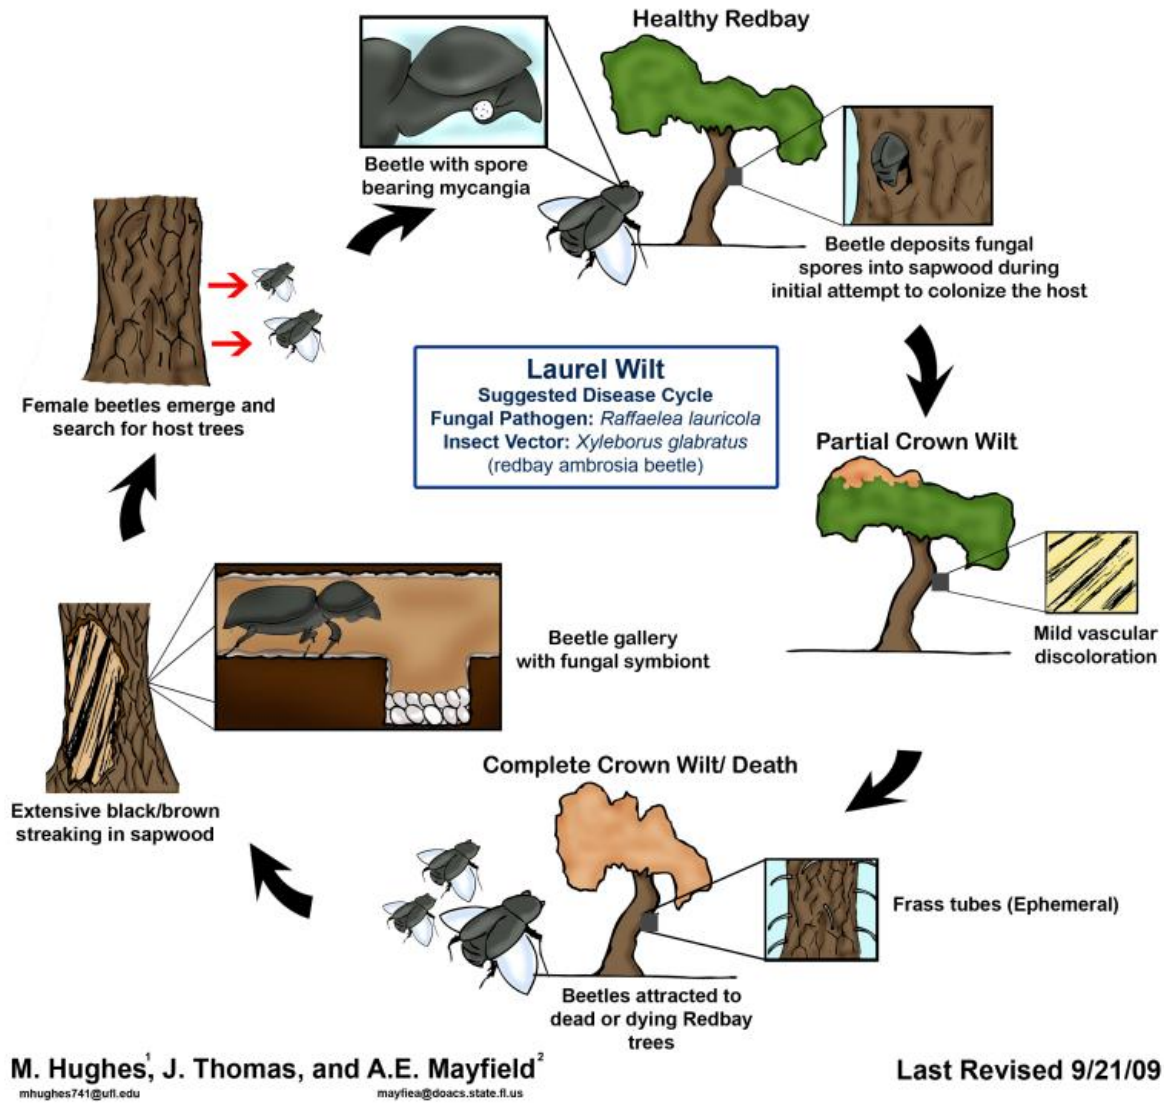 Healthy Redbay
Beetle with spore
bearing mycangia
Beetle deposits fungal
spores into sapwood during
initial attempt to colonize the host
Female beetles emerge and
search for host trees
Laurel Wilt
Suggested Disease Cycle
Fungal Pathogen: Raffaelea lauricola
Insect Vector: Xyleborus glabratus
(redbay ambrosia beetle)
Partial Crown Wilt
Mild vascular
discoloration
Beetle gallery
with fungal symbiont
Complete Crown Wilt/ Death
Extensive black/brown
streaking in sapwood
Frass tubes (Ephemeral)
Beetles attracted to
dead or dying Redbay
trees
M. Hughes¹, J. Thomas, and A.E. Mayfield²
mhughes741@ufl.edu mayfiea@doacs.state.fl.us
Last Revised 9/21/09